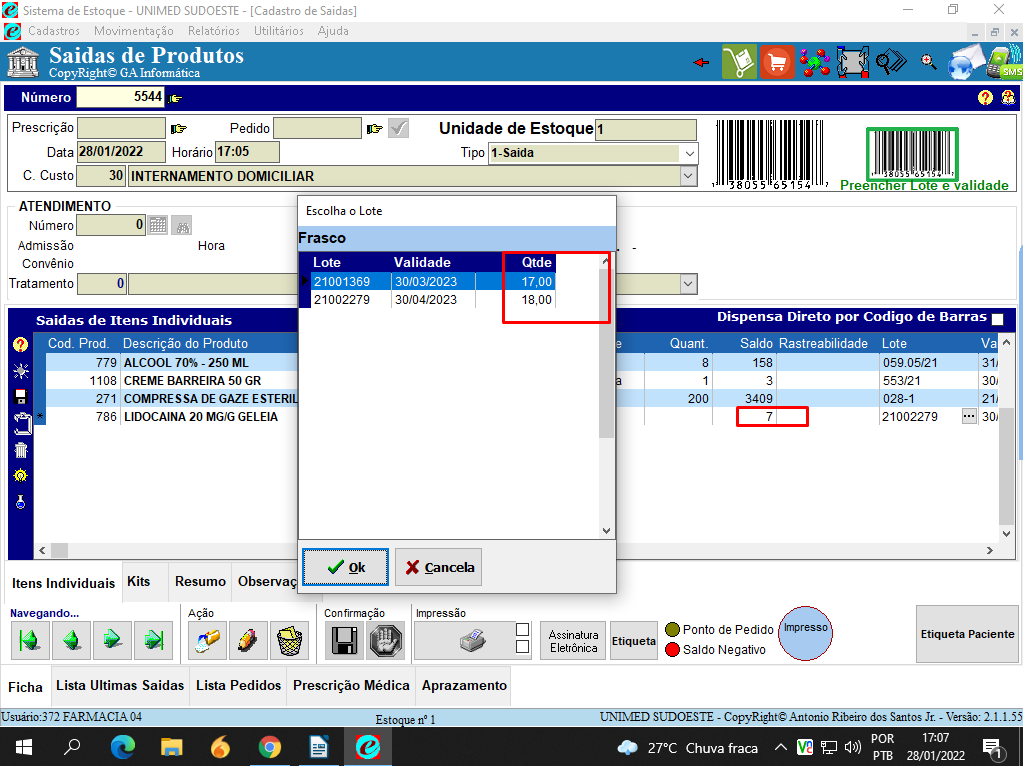 Sistema de Estoque - UNIMED SUDOESTE - [Cadastro de Saidas]
Cadastros Movimentação Relatórios Utilitários Ajuda
Saidas de Produtos
CopyRight© GA Informática
SMS
Número 5544
Prescrição Pedido Unidade de Estoque 1
Data 28/01/2022 Horário 17:05 Tipo 1-Saida
C. Custo 30 INTERNAMENTO DOMICILIAR
1 38055 65154 7
1 38055 65154 7
Preencher Lote e validade
ATENDIMENTO
Número 0
Admissão Hora
Convênio
Tratamento 0
Escolha o Lote
Frasco
Lote Validade Qtde
21001369 30/03/2023 17,00
21002279 30/04/2023 18,00
Ok Cancela
Saidas de Itens Individuais Dispensa Direto por Codigo de Barras
Cod. Prod. Descrição do Produto e Quant. Saldo Rastreabilidade Lote Va
779 ALCOOL 70% - 250 ML 8 158 059.05/21 31/
1108 CREME BARREIRA 50 GR a 1 3 553/21 30/
271 COMPRESSA DE GAZE ESTERIL 200 3409 028-1 21/
786 LIDOCAINA 20 MG/G GELEIA 7 21002279 ... 30/
Itens Individuais Kits Resumo Observaç
Navegando... Ação Confirmação Impressão
Assinatura Eletrônica
Etiqueta
Ponto de Pedido
Saldo Negativo
Impresso
Etiqueta Paciente
Ficha Lista Ultimas Saidas Lista Pedidos Prescrição Médica Aprazamento
Usuário:372 FARMACIA 04 Estoque nº 1 UNIMED SUDOESTE - CopyRight© Antonio Ribeiro dos Santos Jr. - Versão: 2.1.1.55
27°C Chuva fraca
POR
PTB
17:07
28/01/2022
1